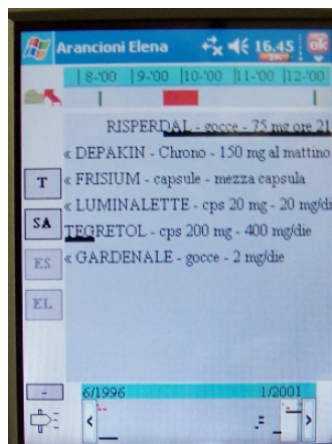 Arancioni Elena 16.45 ok
8-'00 9-'00 10-'00 11-'00 12-'00
RISPERDAL - gocce - 75 mg ore 21
« DEPAKIN - Chrono - 150 mg al mattino
T « FRISIUM - capsule - mezza capsula
« LUMINALETTE - cps 20 mg - 20 mg/di
SA TEGRETOL - cps 200 mg - 400 mg/die
ES « GARDENALE - gocce - 2 mg/die
EL
- 6/1996 1/2001